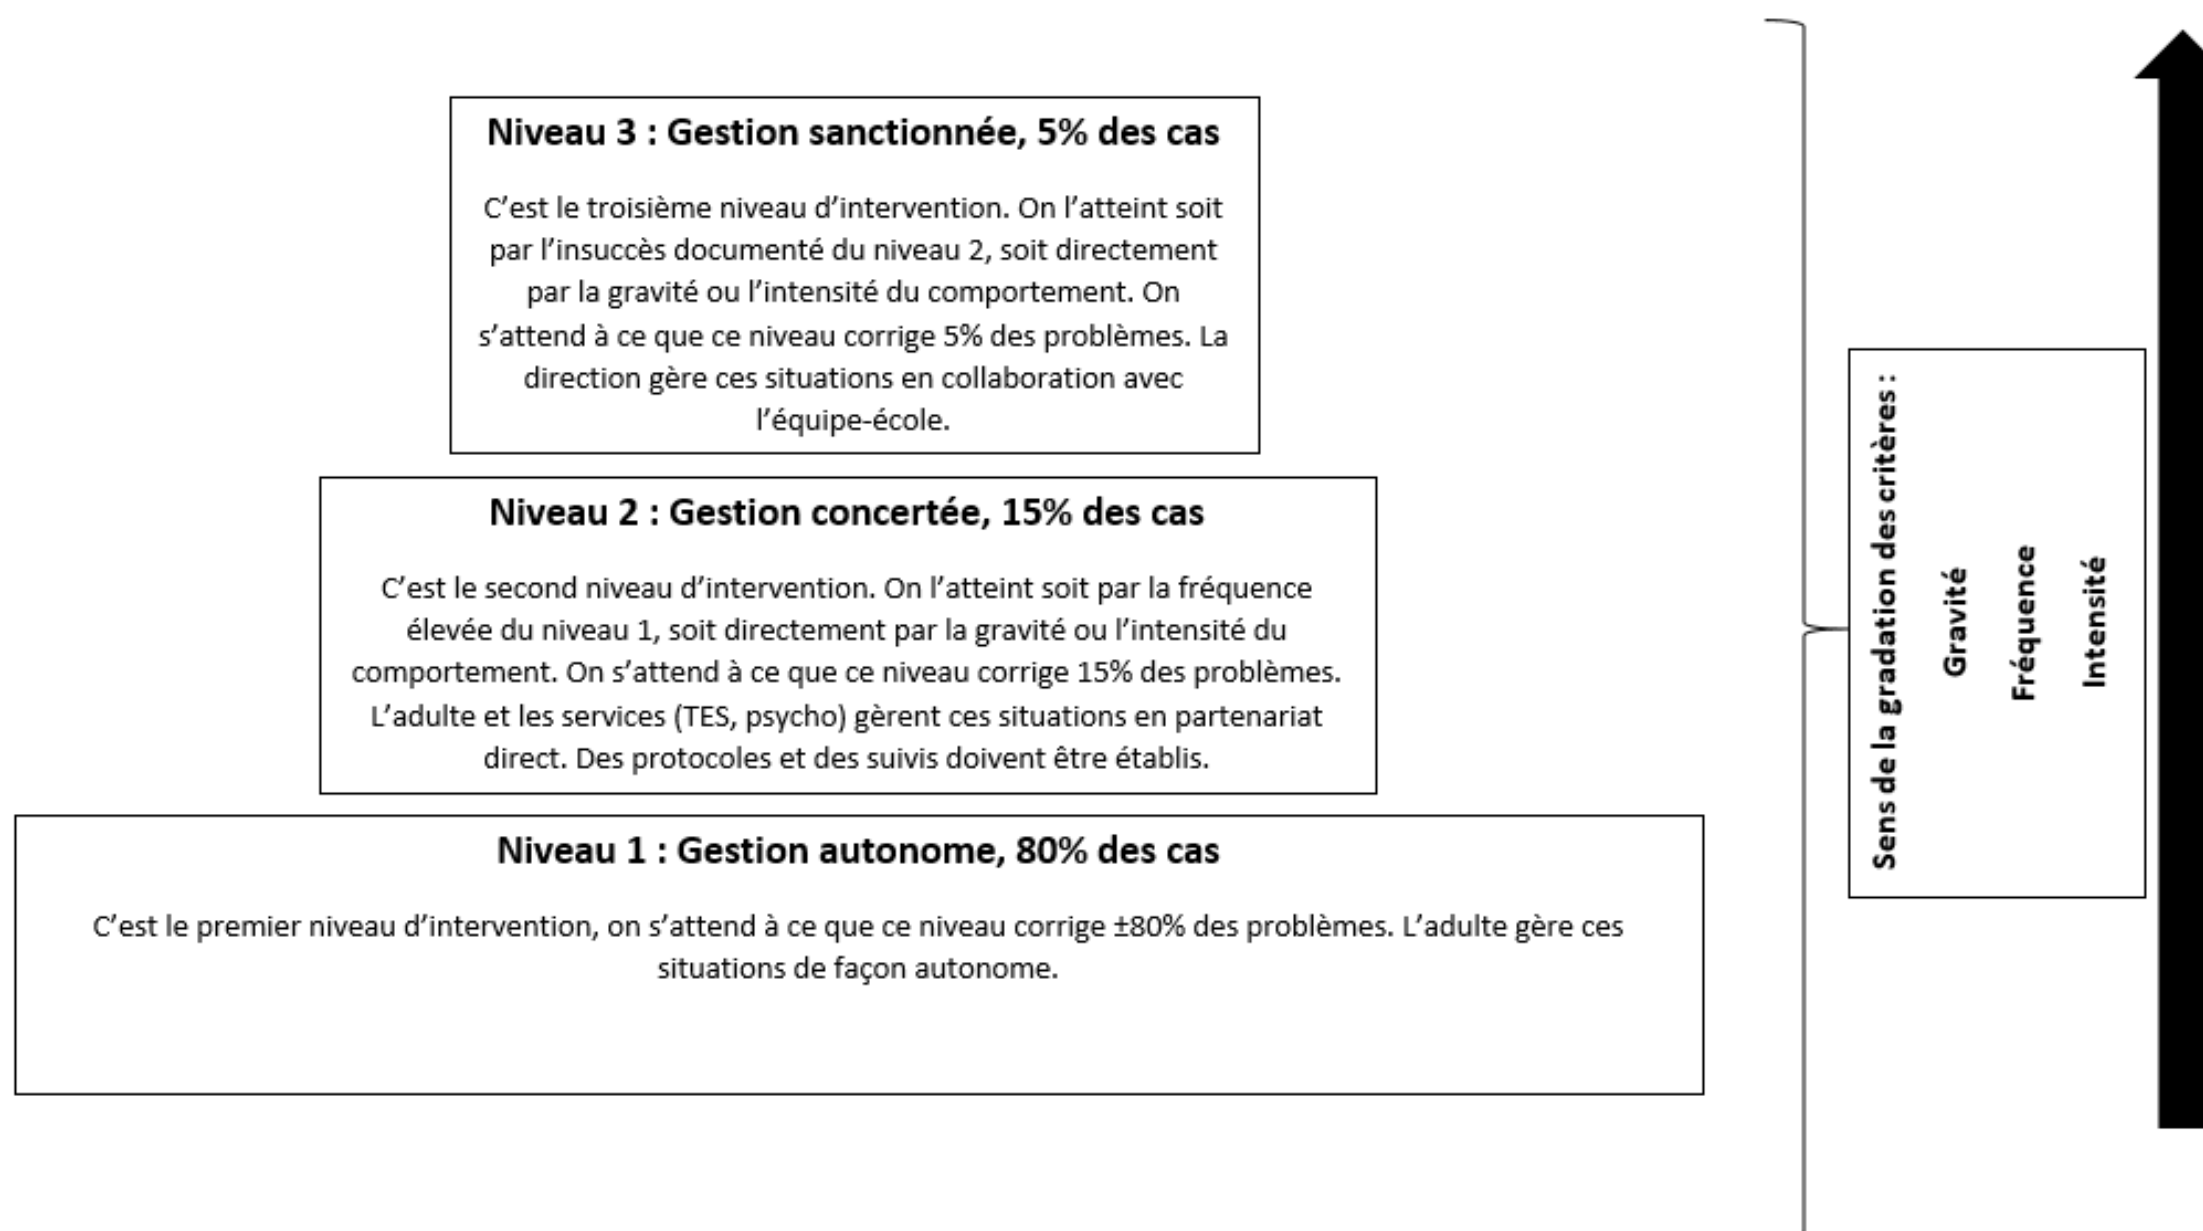 Niveau 3 : Gestion sanctionnée, 5% des cas
C’est le troisième niveau d’intervention. On l’atteint soit
par l’insuccès documenté du niveau 2, soit directement
par la gravité ou l’intensité du comportement. On
s’attend à ce que ce niveau corrige 5% des problèmes. La
direction gère ces situations en collaboration avec
l’équipe-école.
Niveau 2 : Gestion concertée, 15% des cas
C’est le second niveau d’intervention. On l’atteint soit par la fréquence
élevée du niveau 1, soit directement par la gravité ou l’intensité du
comportement. On s’attend à ce que ce niveau corrige 15% des problèmes.
L’adulte et les services (TES, psycho) gèrent ces situations en partenariat
direct. Des protocoles et des suivis doivent être établis.
Niveau 1 : Gestion autonome, 80% des cas
C’est le premier niveau d’intervention, on s’attend à ce que ce niveau corrige ±80% des problèmes. L’adulte gère ces
situations de façon autonome.
Sens de la gradation des critères :
Gravité
Fréquence
Intensité